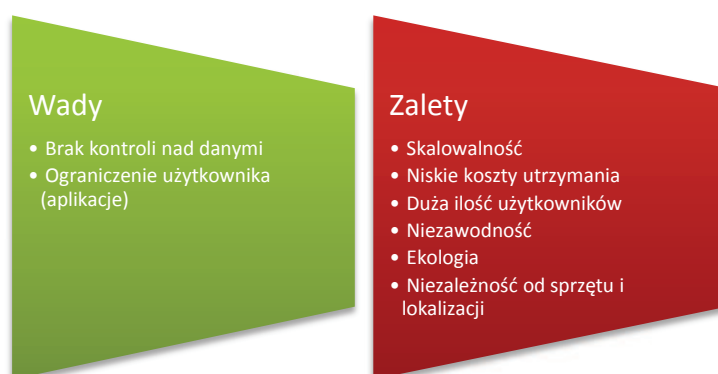 Wady
• Brak kontroli nad danymi
• Ograniczenie użytkownika
(aplikacje)
Zalety
• Skalowalność
• Niskie koszty utrzymania
• Duża ilość użytkowników
• Niezawodność
• Ekologia
• Niezależność od sprzętu i
lokalizacji